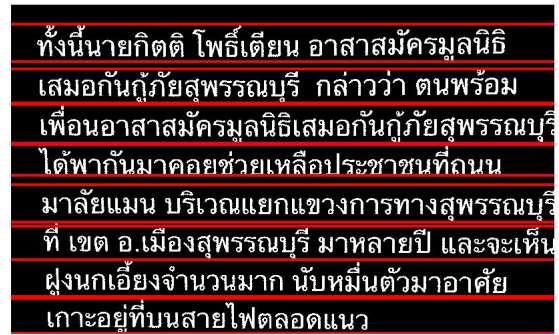 ทั้งนี้นายกิตติ โพธิ์เตียน อาสาสมัครมูลนิธิ
เสมอกันกู้ภัยสุพรรณบุรี กล่าวว่า ตนพร้อม
เพื่อนอาสาสมัครมูลนิธิเสมอกันกู้ภัยสุพรรณบุรี
ได้พากันมาคอยช่วยเหลือประชาชนที่ถนน
มาลัยแมน บริเวณแยกแขวงการทางสุพรรณบุรี
ที่ เขต อ.เมืองสุพรรณบุรี มาหลายปี และจะเห็น
ฝูงนกเอี้ยงจำนวนมาก นับหมื่นตัวมาอาศัย
เกาะอยู่ที่บนสายไฟตลอดแนว